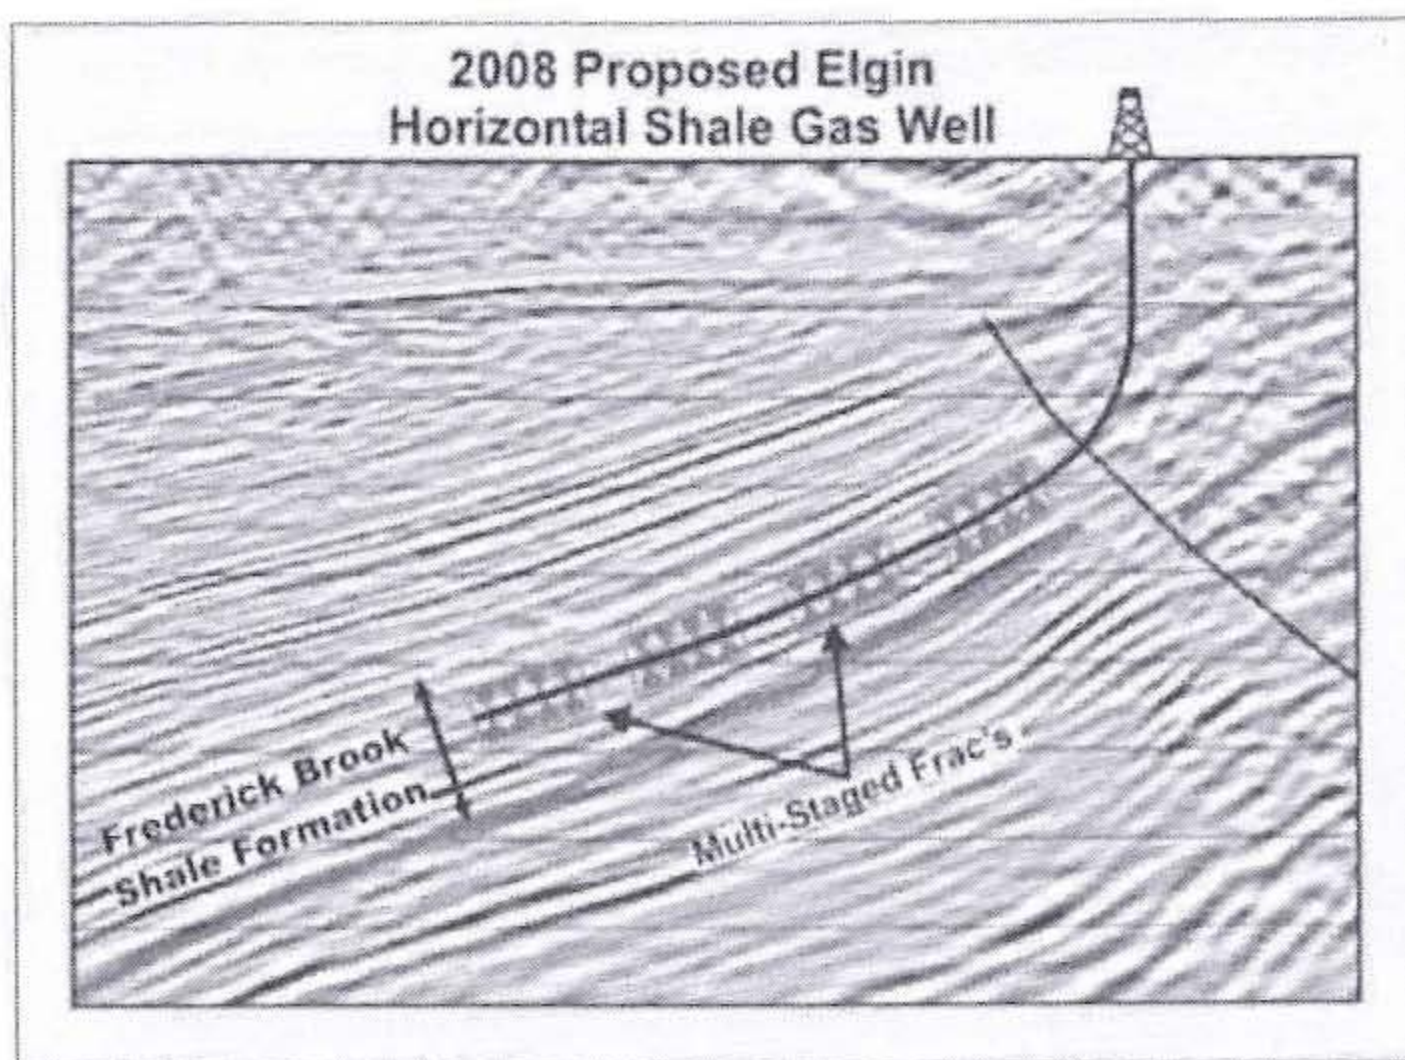 2008 Proposed Elgin
Horizontal Shale Gas Well
Frederick Brook
Shale Formation
Multi-Staged Frac's